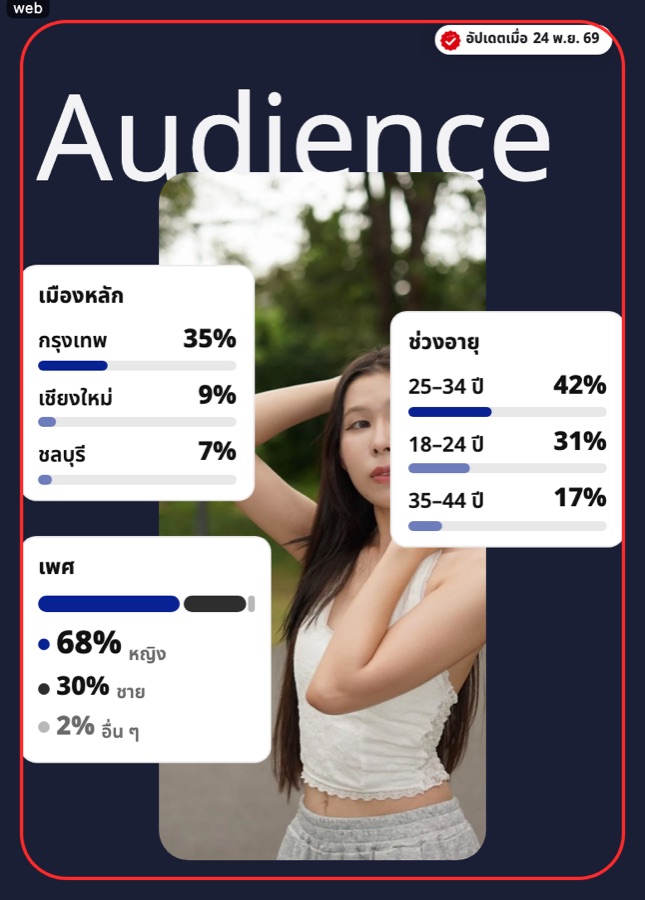 web
อัปเดตเมื่อ 24 พ.ย. 69
Audience
เมืองหลัก
กรุงเทพ 35%
เชียงใหม่ 9%
ชลบุรี 7%
ช่วงอายุ
25–34 ปี 42%
18–24 ปี 31%
35–44 ปี 17%
เพศ
68% หญิง
30% ชาย
2% อื่น ๆ